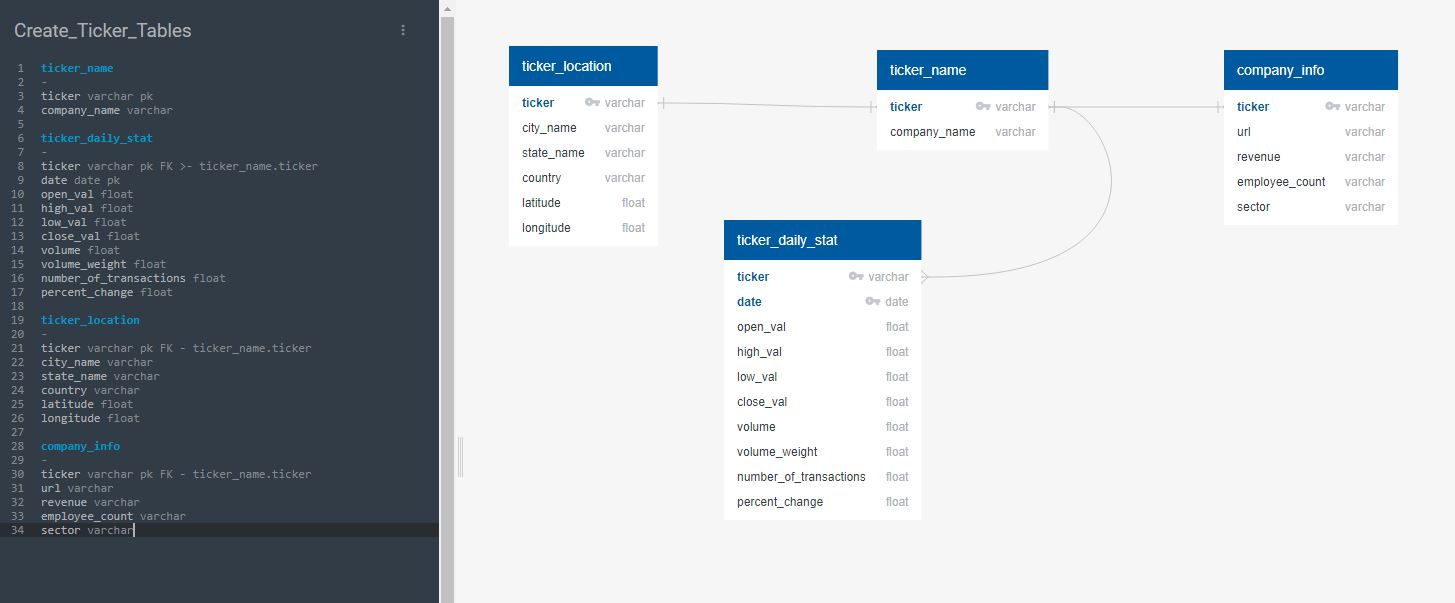 Create_Ticker_Tables
1 ticker_name
2 -
3 ticker varchar pk
4 company_name varchar
5
6 ticker_daily_stat
7 -
8 ticker varchar pk FK >- ticker_name.ticker
9 date date pk
10 open_val float
11 high_val float
12 low_val float
13 close_val float
14 volume float
15 volume_weight float
16 number_of_transactions float
17 percent_change float
18
19 ticker_location
20 -
21 ticker varchar pk FK - ticker_name.ticker
22 city_name varchar
23 state_name varchar
24 country varchar
25 latitude float
26 longitude float
27
28 company_info
29 -
30 ticker varchar pk FK - ticker_name.ticker
31 url varchar
32 revenue varchar
33 employee_count varchar
34 sector varchar
ticker_location
ticker varchar
city_name varchar
state_name varchar
country varchar
latitude float
longitude float
ticker_name
ticker varchar
company_name varchar
company_info
ticker varchar
url varchar
revenue varchar
employee_count varchar
sector varchar
ticker_daily_stat
ticker varchar
date date
open_val float
high_val float
low_val float
close_val float
volume float
volume_weight float
number_of_transactions float
percent_change float